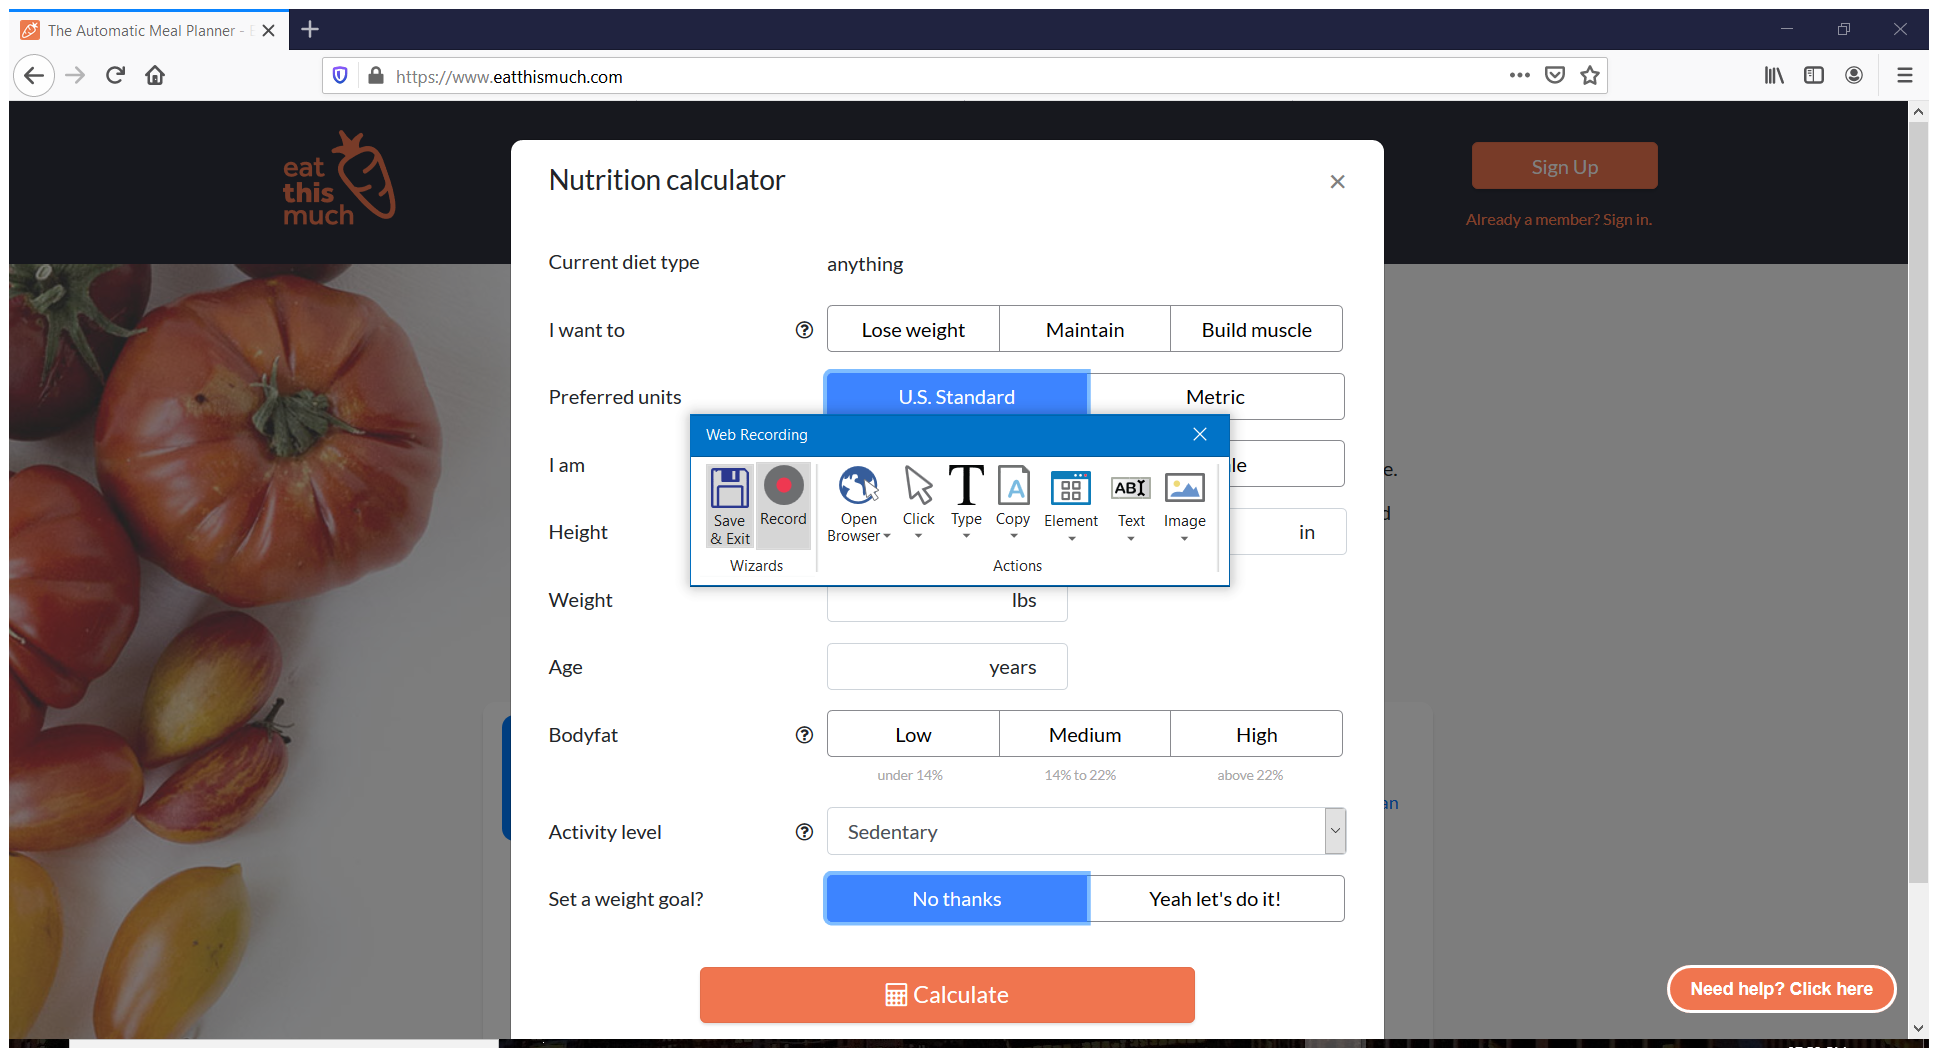 The Automatic Meal Planner -
https://www.eatthismuch.com
eat
this
much
Sign Up
Already a member? Sign in.
Nutrition calculator
Current diet type
anything
I want to
Lose weight
Maintain
Build muscle
Preferred units
U.S. Standard
Metric
Web Recording
Save
& Exit
Record
Wizards
Open
Browser
Click
Type
Copy
Element
ABI
Text
Image
Actions
I am
le
e.
d
Height
in
Weight
lbs
Age
years
Bodyfat
Low
Medium
High
under 14%
14% to 22%
above 22%
an
Activity level
Sedentary
Set a weight goal?
No thanks
Yeah let's do it!
Calculate
Need help? Click here